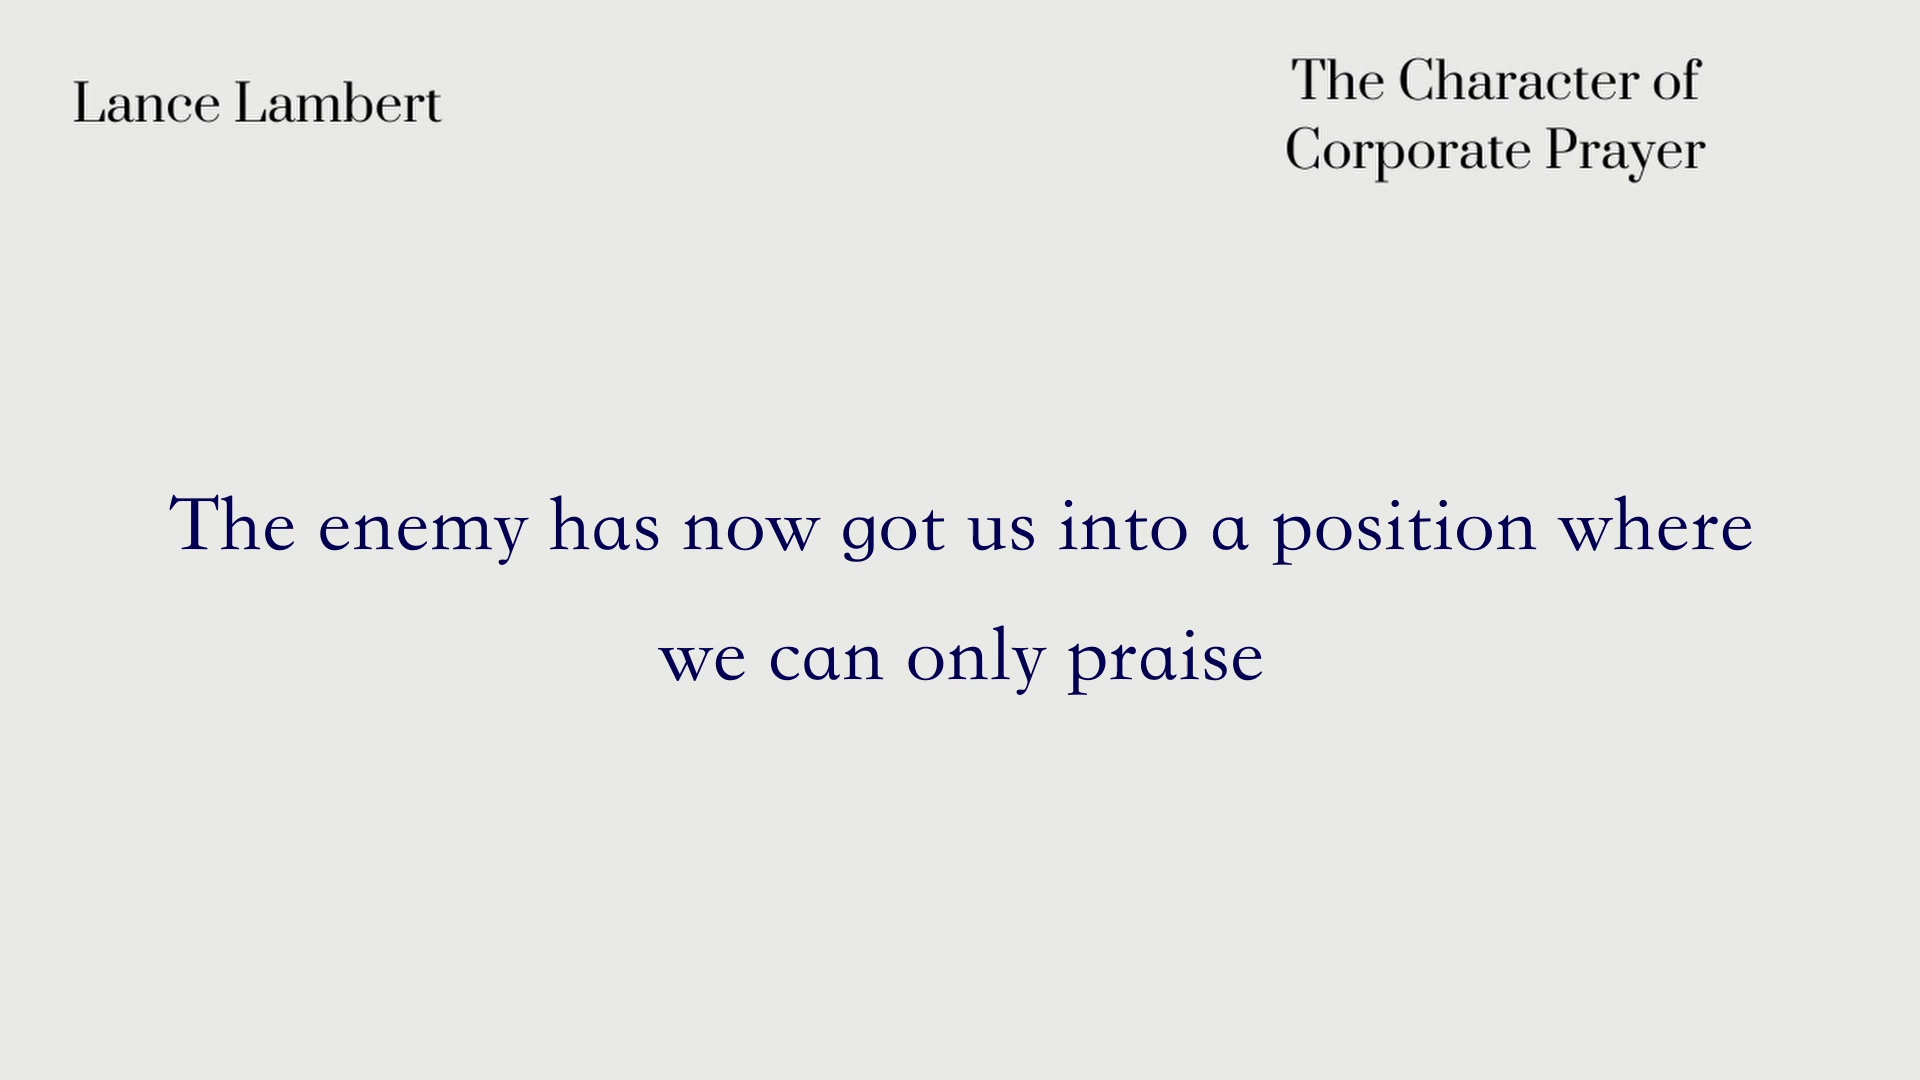 Lance Lambert
The Character of
Corporate Prayer
The enemy has now got us into a position where
we can only praise